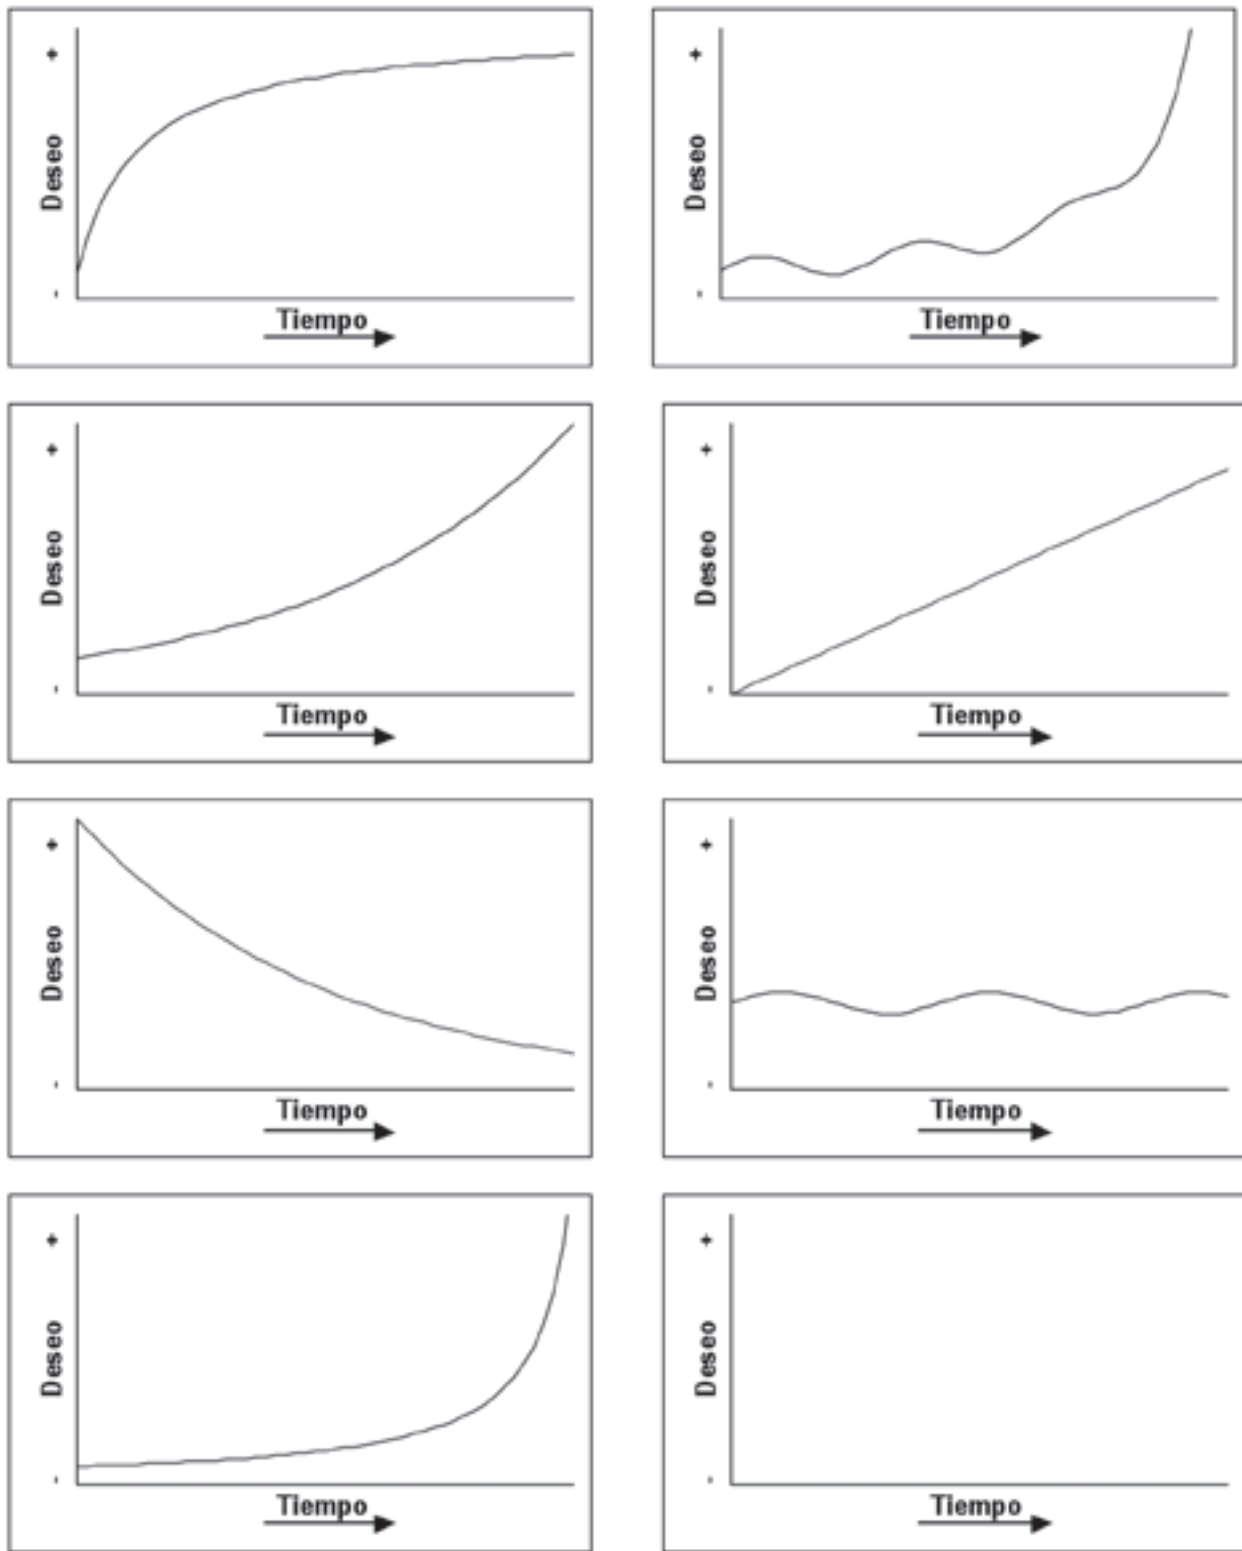 +
Deseo
-
Tiempo
+
Deseo
-
Tiempo
+
Deseo
-
Tiempo
+
Deseo
-
Tiempo
+
Deseo
-
Tiempo
+
Deseo
-
Tiempo
+
Deseo
-
Tiempo
+
Deseo
-
Tiempo